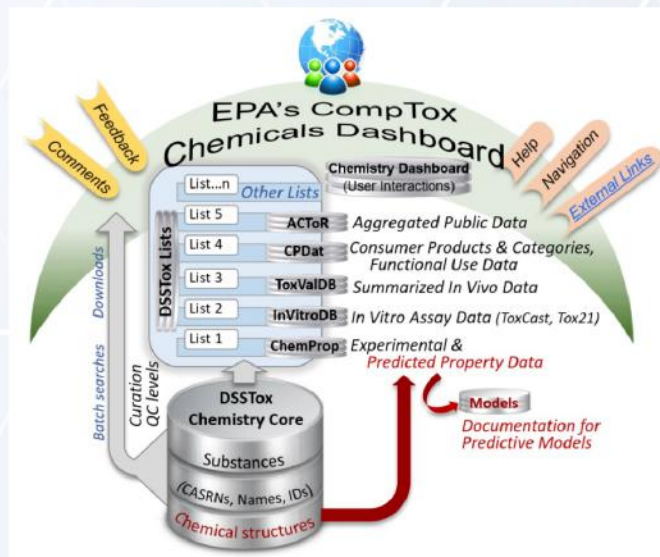 EPA's CompTox
Chemicals Dashboard
Feedback
Comments
Help
Navigation
External Links
Chemistry Dashboard
(User Interactions)
List...n
Other Lists
List 5
ACToR
Aggregated Public Data
List 4
CPDat
Consumer Products & Categories,
Functional Use Data
List 3
ToxValDB
Summarized In Vivo Data
List 2
InVitroDB
In Vitro Assay Data (ToxCast, Tox21)
List 1
ChemProp
Experimental &
Predicted Property Data
DSSTox Lists
Downloads
Batch searches
Curation
QC levels
Models
Documentation for
Predictive Models
DSSTox
Chemistry Core
Substances
(CASRNs, Names, IDs)
Chemical structures